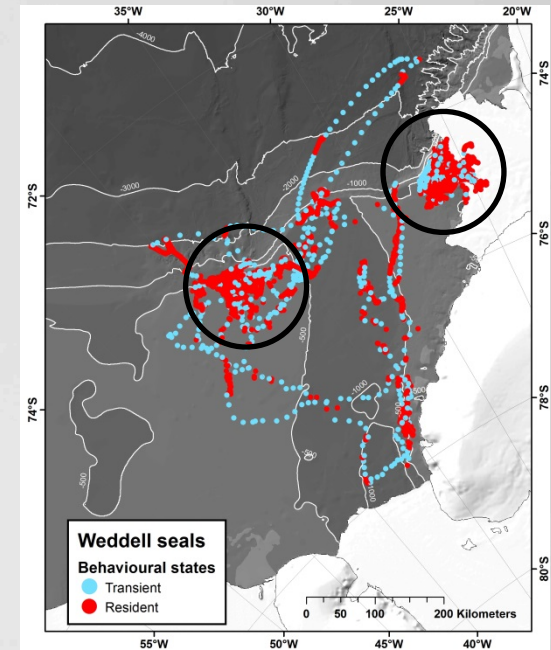 35°W 30°W 25°W 20°W
-4000
74°S
-3000
-2000
-1000
72°S
76°S
-500
-1000
-500
-500
74°S
78°S
-500
-1000
Weddell seals
Behavioural states
Transient
Resident
0 50 100 200 Kilometers
80°S
55°W 50°W 45°W 40°W